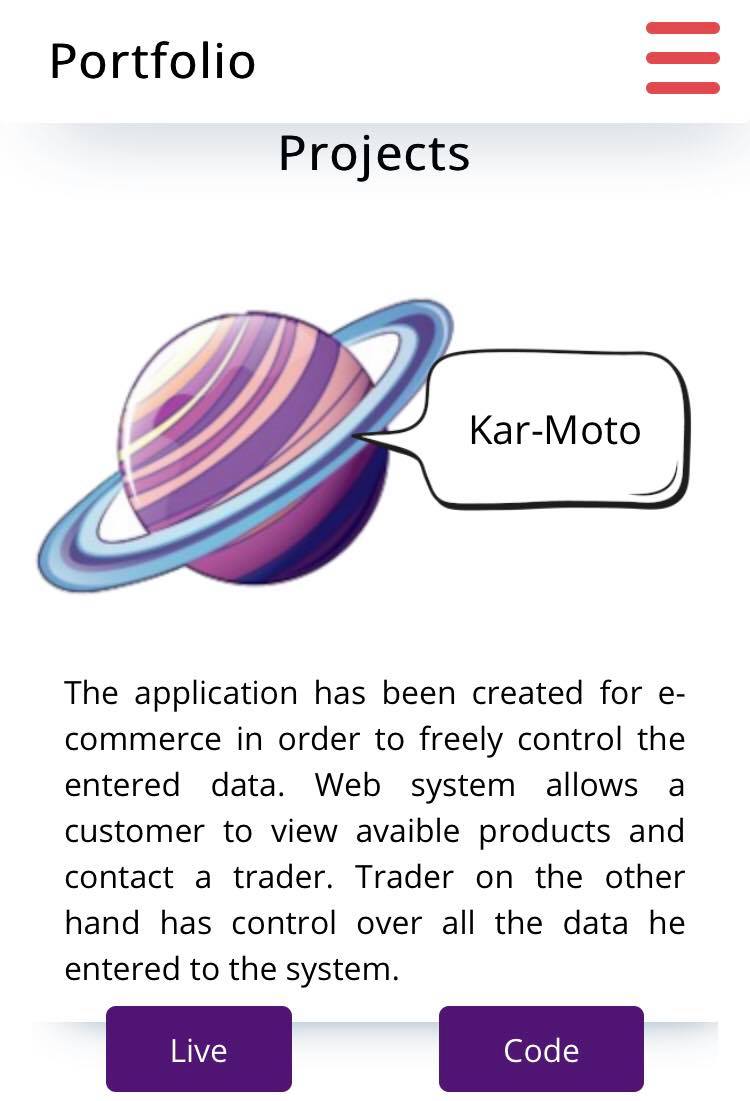 Portfolio
Projects
Kar-Moto
The application has been created for e-
commerce in order to freely control the
entered data. Web system allows a
customer to view avaible products and
contact a trader. Trader on the other
hand has control over all the data he
entered to the system.
Live
Code